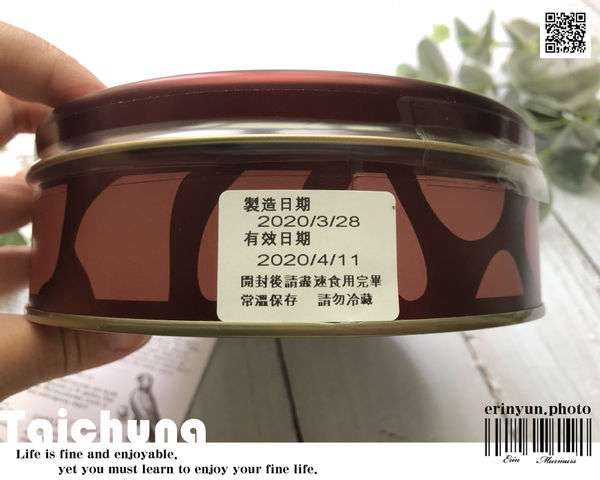 製造日期
2020/3/28
有效日期
2020/4/11
開封後請盡速食用完畢
常溫保存 請勿冷藏
Taichung
Life is fine and enjoyable,
yet you must learn to enjoy your fine life.
erinyun.photo
Erin Murmurs